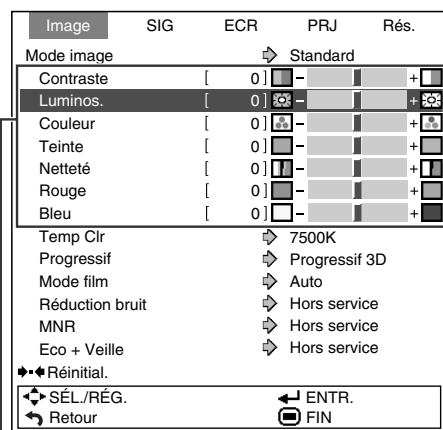 Image SIG ECR PRJ Rés.
Mode image Standard
Contraste [ 0 ] - +
Luminos. [ 0 ] - +
Couleur [ 0 ] - +
Teinte [ 0 ] - +
Netteté [ 0 ] - +
Rouge [ 0 ] - +
Bleu [ 0 ] - +
Temp Clr 7500K
Progressif Progressif 3D
Mode film Auto
Réduction bruit Hors service
MNR Hors service
Eco + Veille Hors service
Réinitial.
SÉL./RÉG. ENTR.
Retour FIN